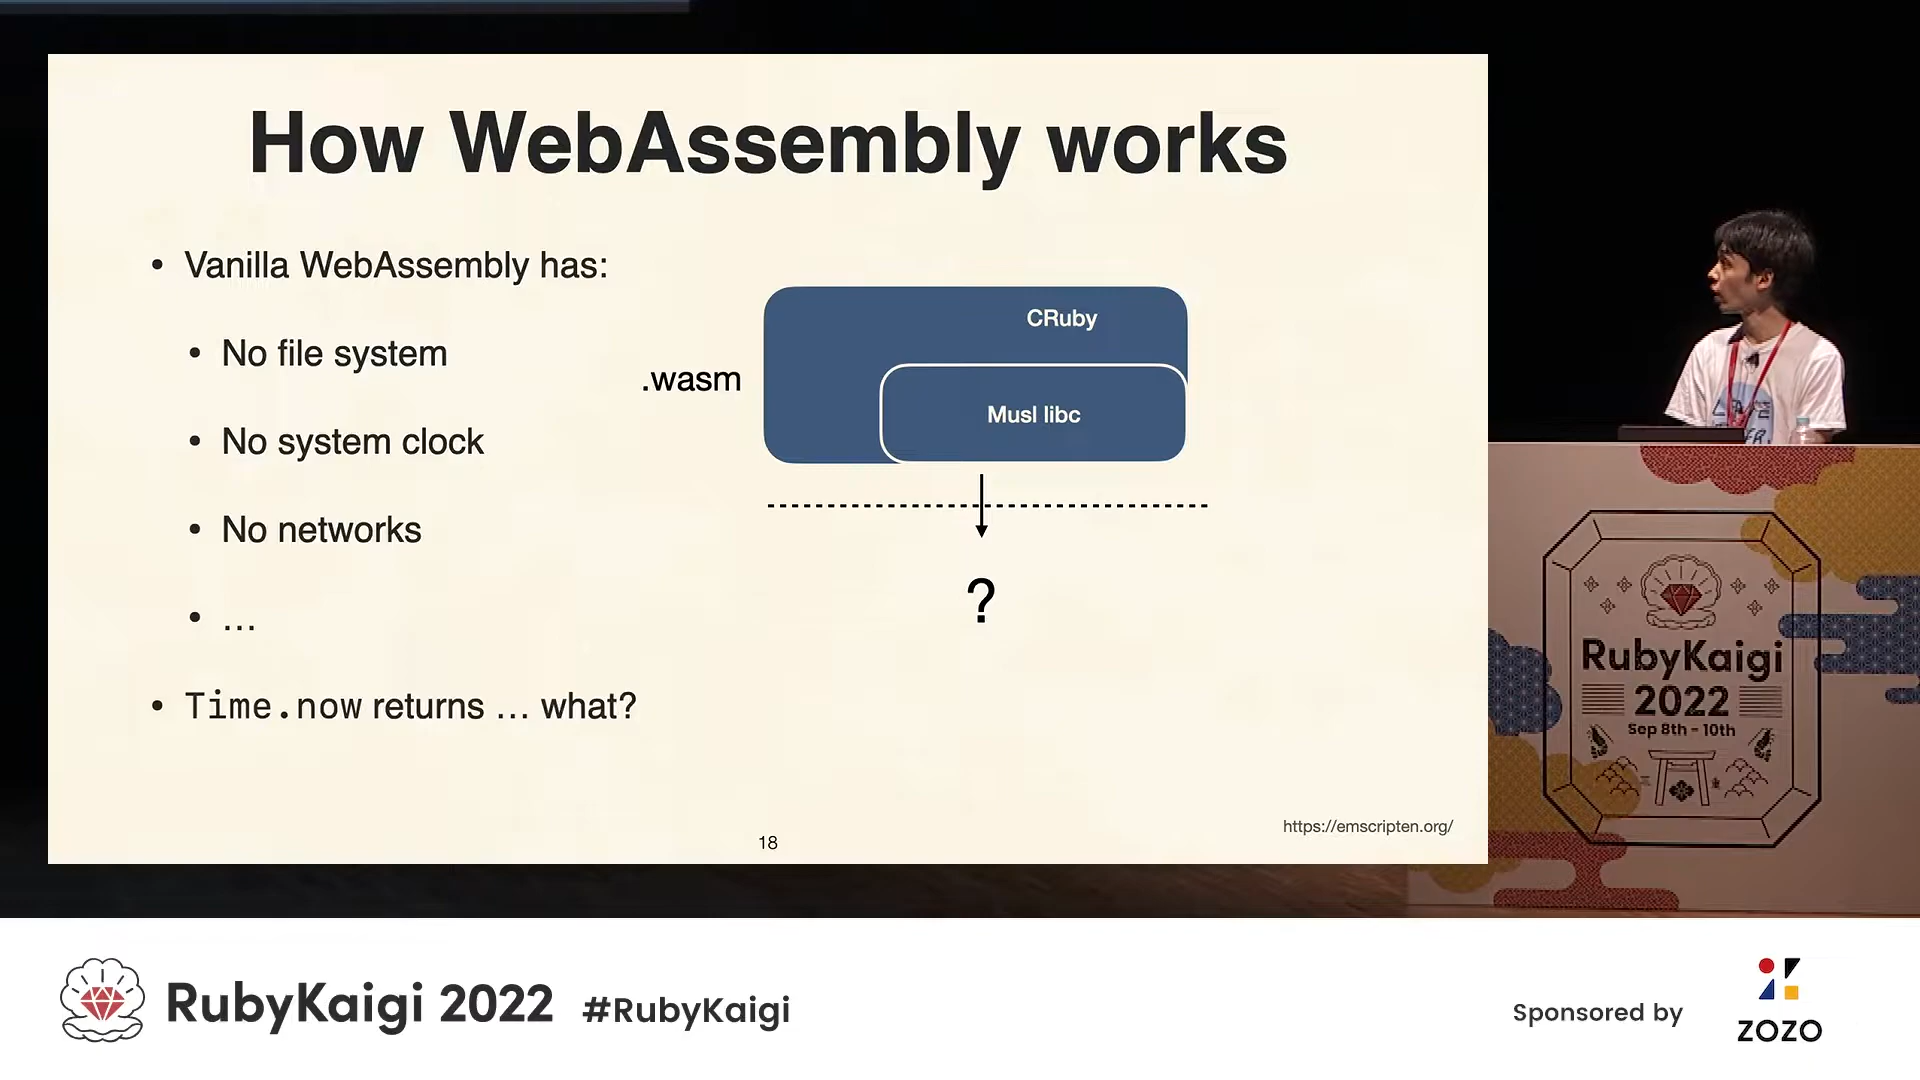 How WebAssembly works
• Vanilla WebAssembly has:
• No file system
• No system clock
• No networks
• …
• Time.now returns … what?
.wasm
CRuby
Musl libc
?
18
https://emscripten.org/
RubyKaigi
2022
Sep 8th - 10th
RubyKaigi 2022 #RubyKaigi
Sponsored by
ZOZO